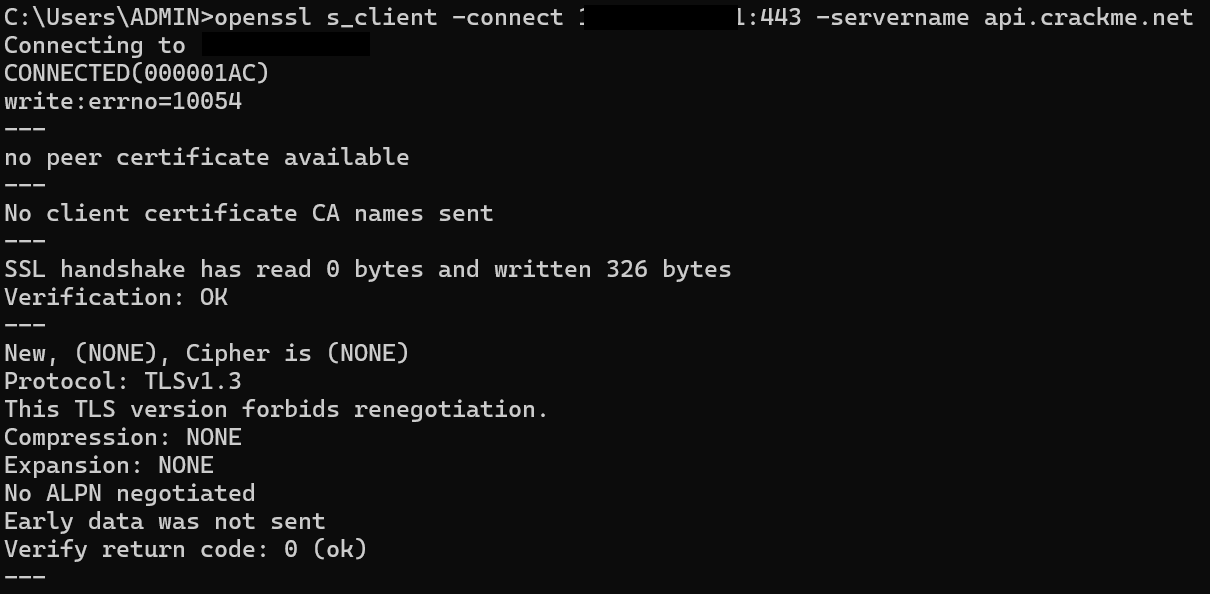 C:\Users\ADMIN>openssl s_client -connect 1:443 -servername api.crackme.net
Connecting to
CONNECTED(000001AC)
write:errno=10054
---
no peer certificate available
---
No client certificate CA names sent
---
SSL handshake has read 0 bytes and written 326 bytes
Verification: OK
---
New, (NONE), Cipher is (NONE)
Protocol: TLSv1.3
This TLS version forbids renegotiation.
Compression: NONE
Expansion: NONE
No ALPN negotiated
Early data was not sent
Verify return code: 0 (ok)
---